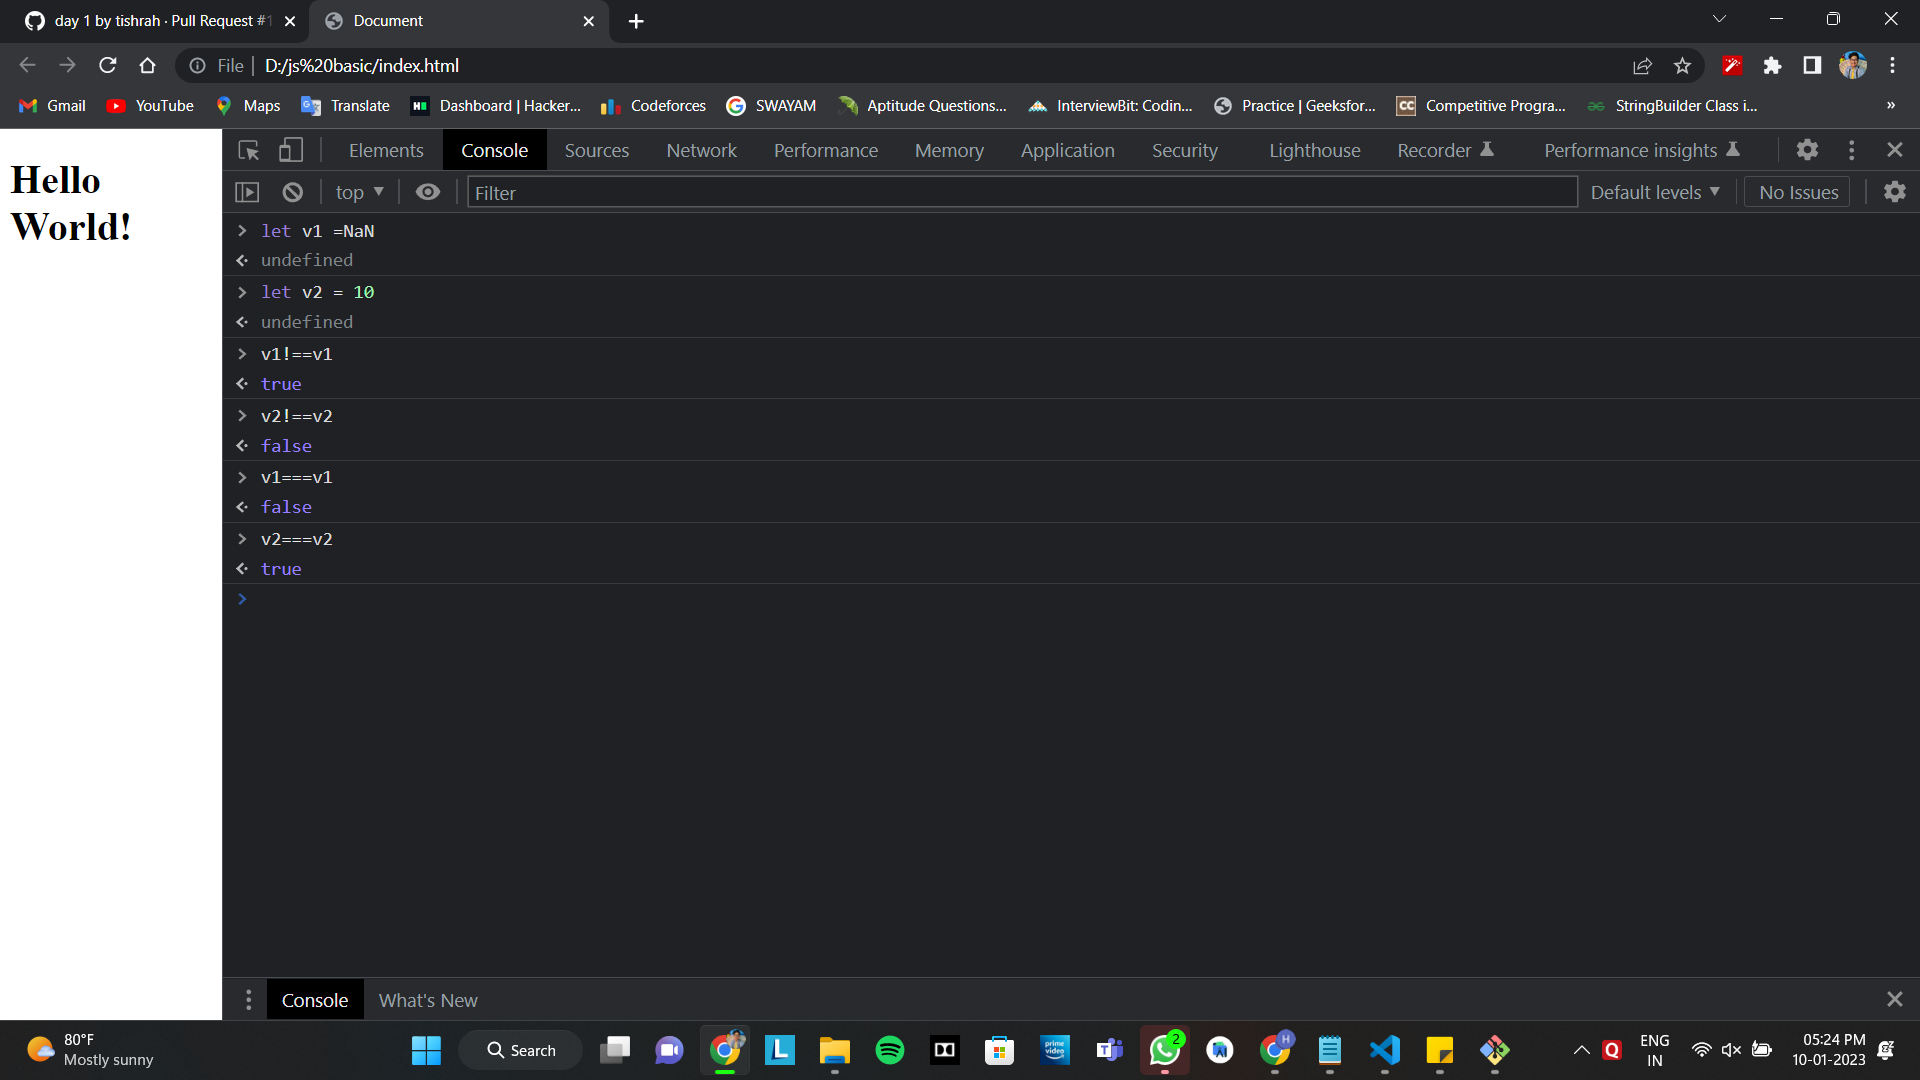 day 1 by tishrah · Pull Request #1
Document
File
D:/js%20basic/index.html
Gmail
YouTube
Maps
Translate
Dashboard | Hacker...
Codeforces
SWAYAM
Aptitude Questions...
InterviewBit: Codin...
Practice | Geeksfor...
Competitive Progra...
StringBuilder Class i...
»
Hello
World!
Elements
Console
Sources
Network
Performance
Memory
Application
Security
Lighthouse
Recorder
Performance insights
top
Filter
Default levels
No Issues
let v1 =NaN
undefined
let v2 = 10
undefined
v1!==v1
true
v2!==v2
false
v1===v1
false
v2===v2
true
Console
What's New
80°F
Mostly sunny
Search
prime
video
2
H
ENG
IN
05:24 PM
10-01-2023